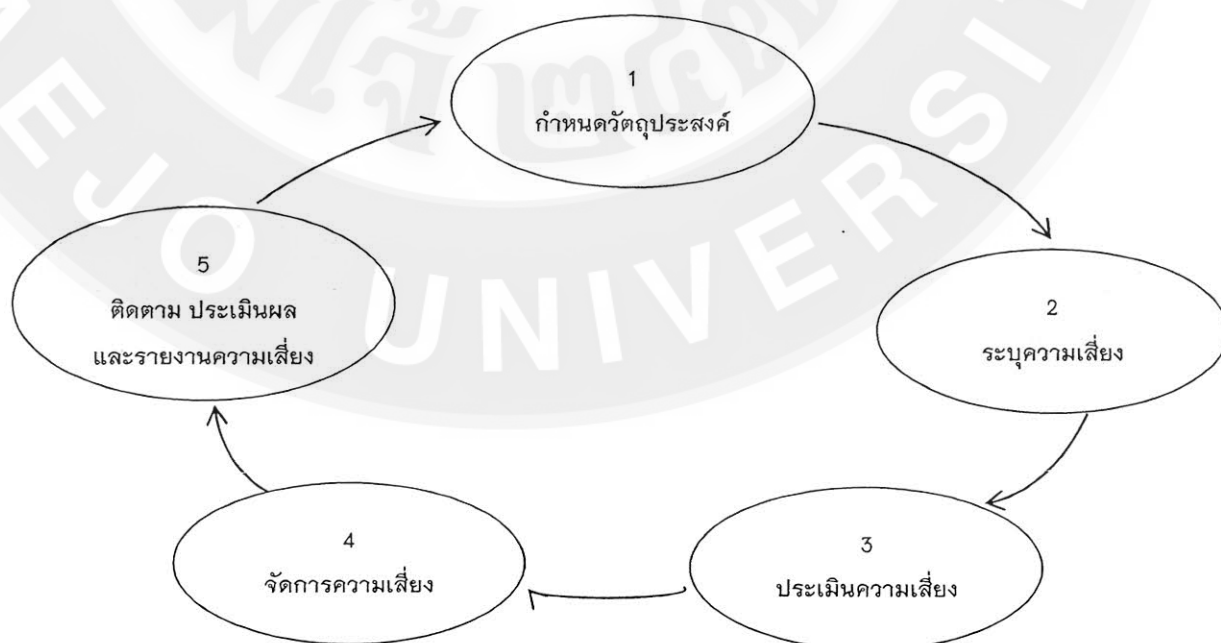 1
กำหนดวัตถุประสงค์
2
ระบุความเสี่ยง
3
ประเมินความเสี่ยง
4
จัดการความเสี่ยง
5
ติดตาม ประเมินผล
และรายงานความเสี่ยง
EJO UNIVERSIT